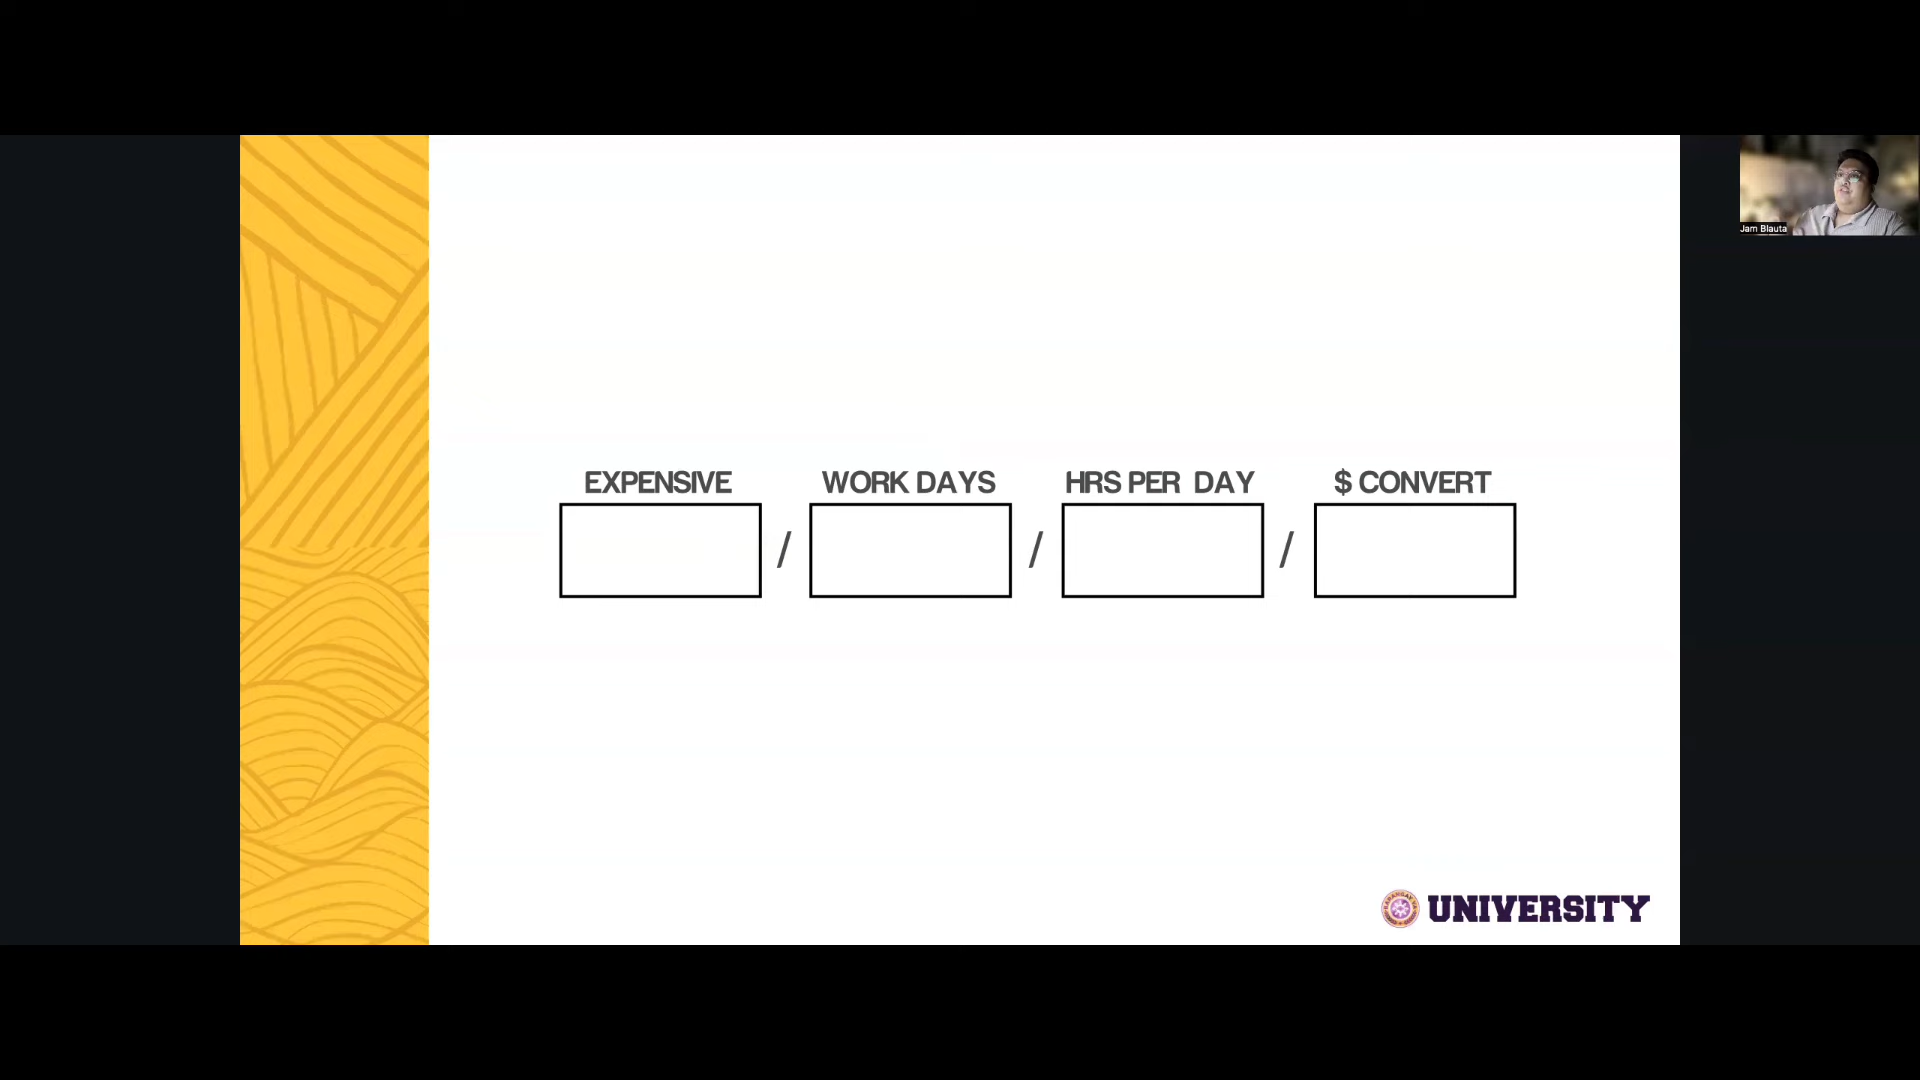 EXPENSIVE / WORK DAYS / HRS PER DAY / $ CONVERT
Jam Blauta
UNIVERSITY